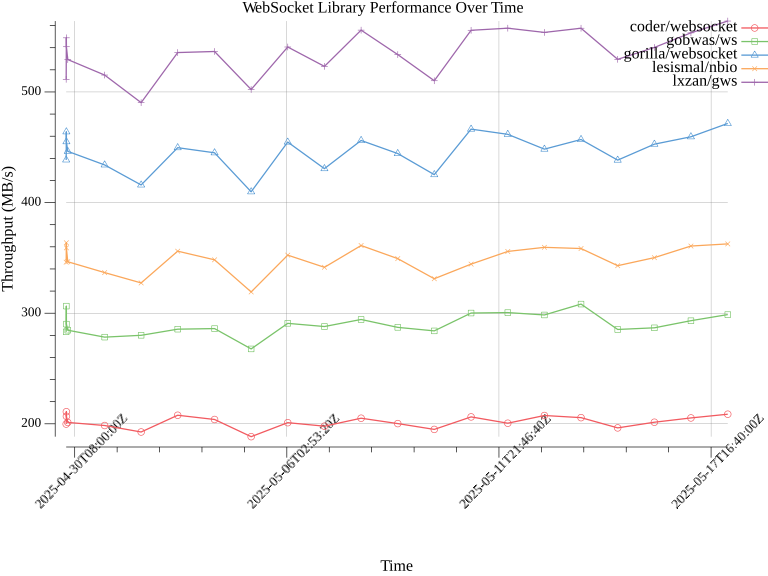 WebSocket Library Performance Over Time
coder/websocket
gobwas/ws
gorilla/websocket
lesismal/nbio
lxzan/gws
Throughput (MB/s)
500
400
300
200
2025-04-30T08:00:00Z
2025-05-06T02:53:20Z
2025-05-11T21:46:40Z
2025-05-17T16:40:00Z
Time